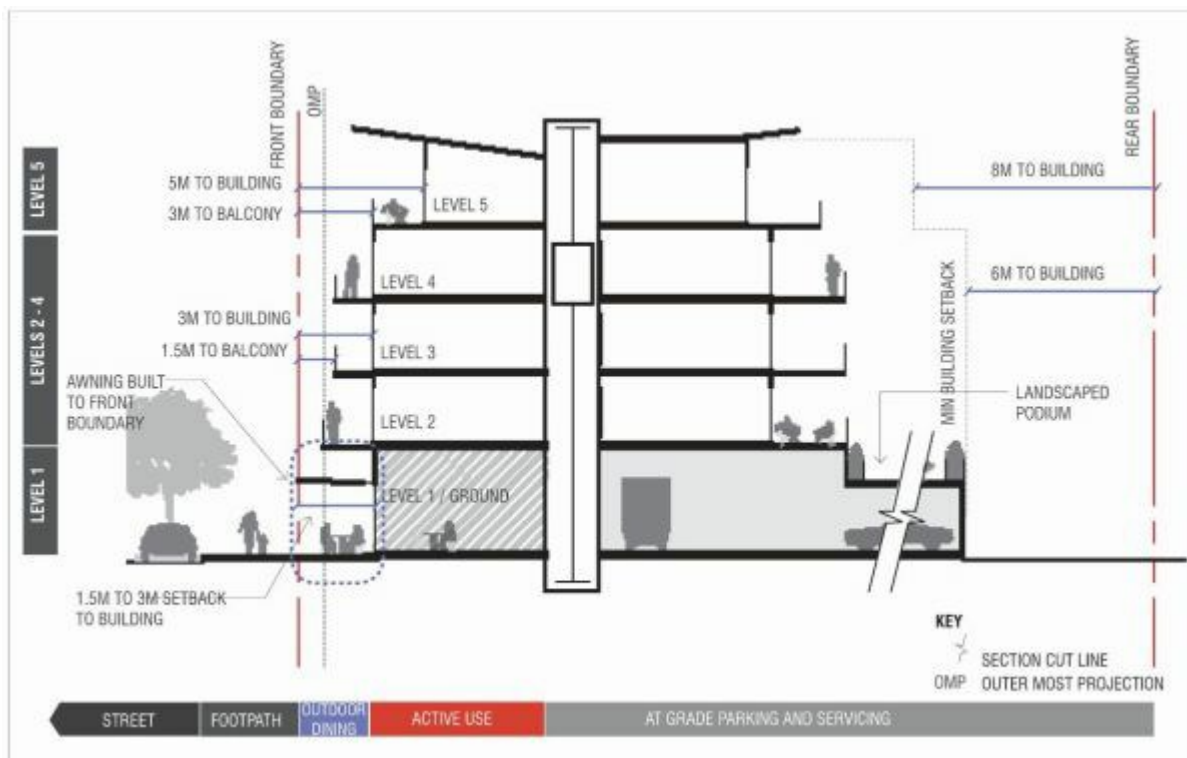 FRONT BOUNDARY
OMP
REAR BOUNDARY
LEVEL 5
LEVELS 2 - 4
LEVEL 1
5M TO BUILDING
3M TO BALCONY
LEVEL 5
8M TO BUILDING
LEVEL 4
6M TO BUILDING
3M TO BUILDING
1.5M TO BALCONY
LEVEL 3
MIN BUILDING SETBACK
AWNING BUILT
TO FRONT
BOUNDARY
LEVEL 2
LANDSCAPED
PODIUM
LEVEL 1 / GROUND
1.5M TO 3M SETBACK
TO BUILDING
KEY
SECTION CUT LINE
OMP OUTER MOST PROJECTION
STREET
FOOTPATH
OUTDOOR
DINING
ACTIVE USE
AT GRADE PARKING AND SERVICING